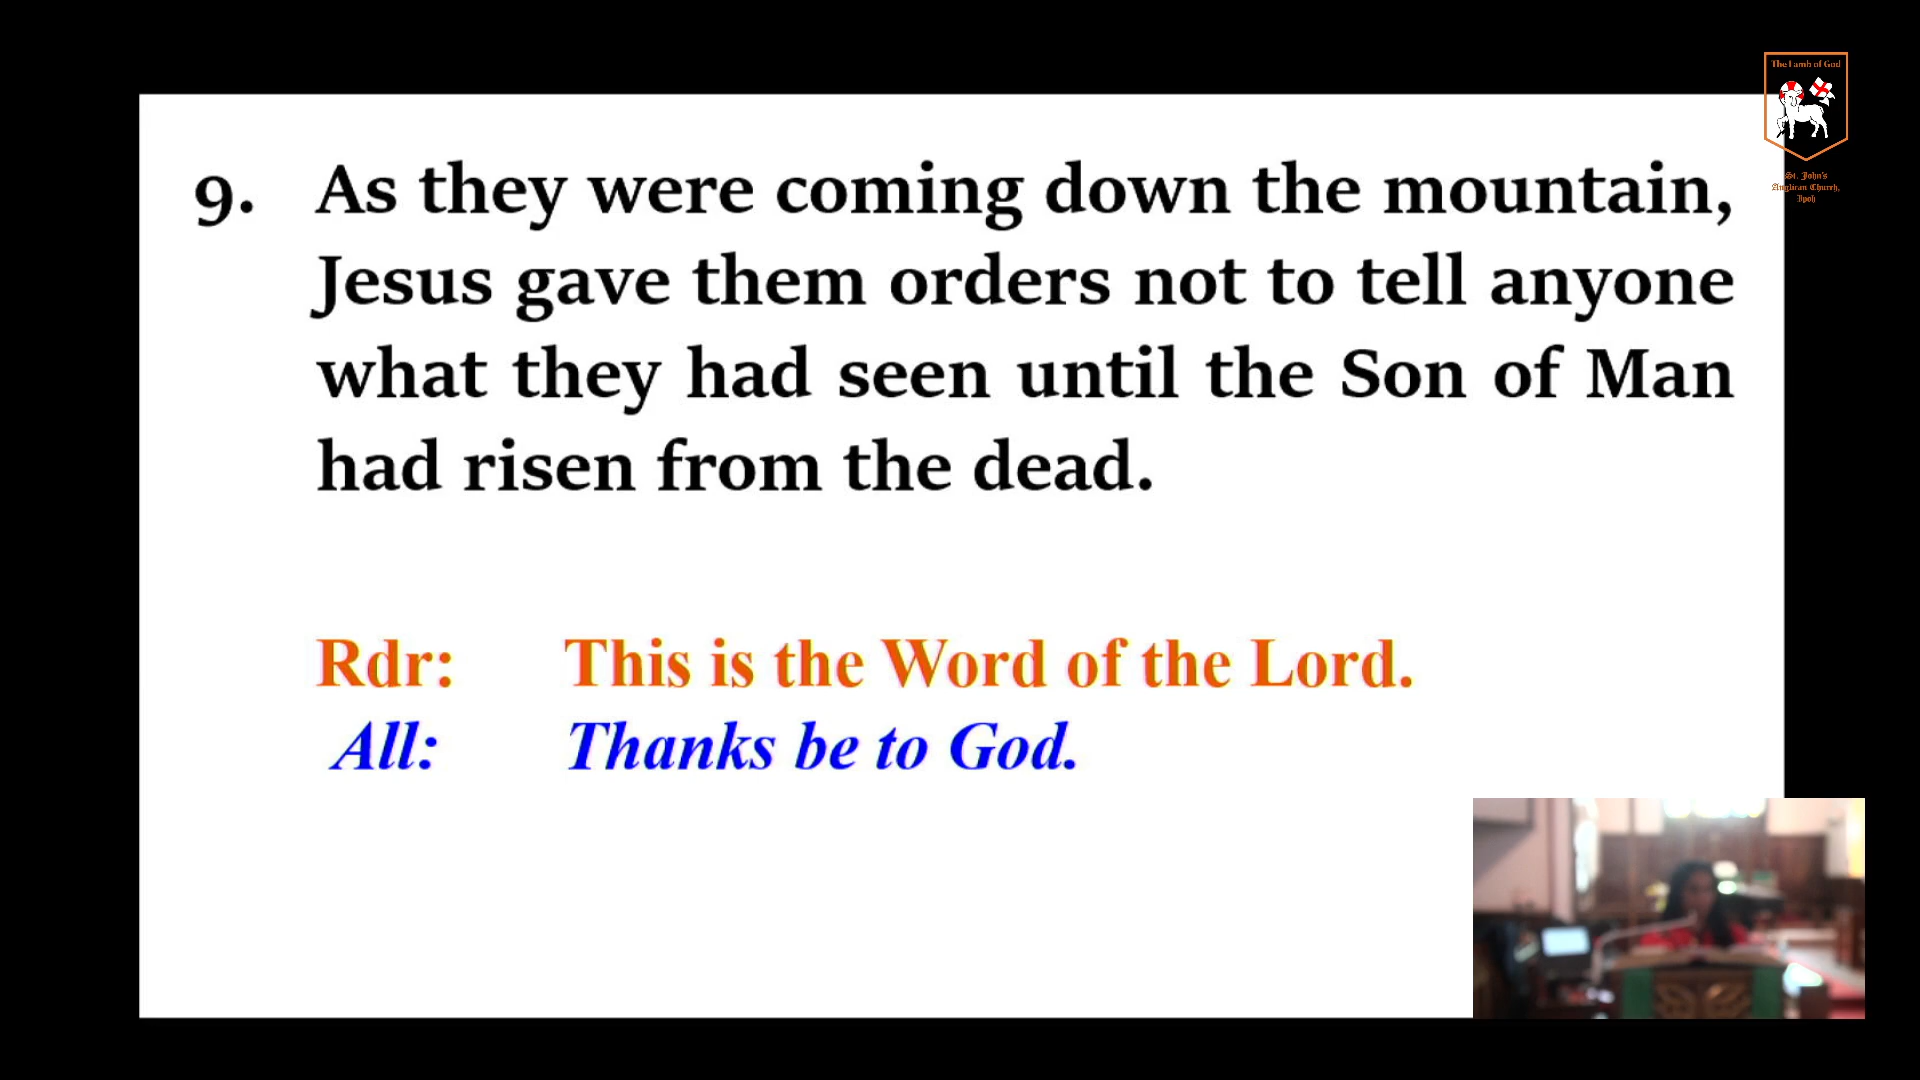 The Lamb of God
St. John's
Anglican Church,
Ipoh
9. As they were coming down the mountain,
Jesus gave them orders not to tell anyone
what they had seen until the Son of Man
had risen from the dead.
Rdr: This is the Word of the Lord.
All: Thanks be to God.